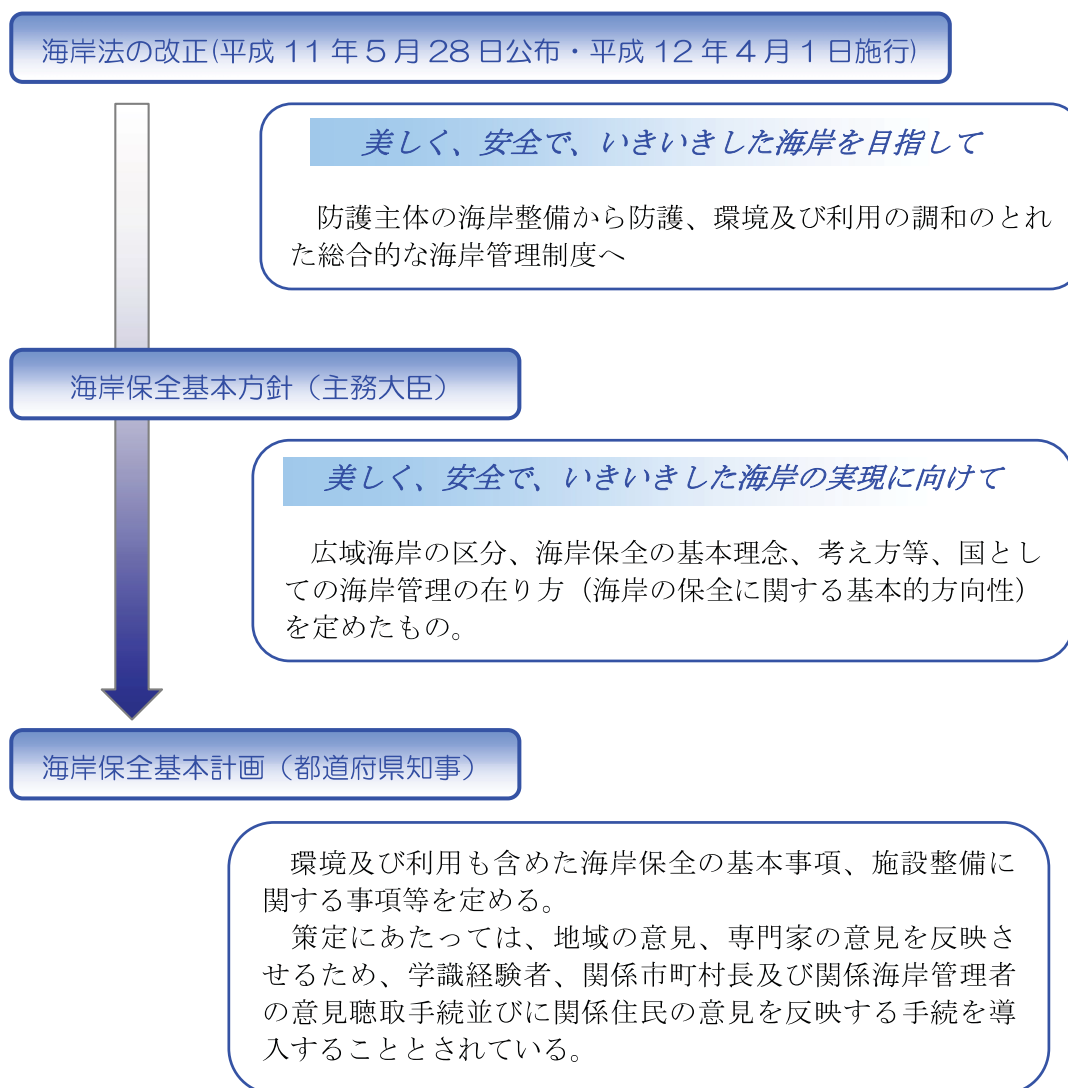 海岸法の改正(平成 11 年 5 月 28 日公布・平成 12 年 4 月 1 日施行)
美しく、安全で、いきいきした海岸を目指して
防護主体の海岸整備から防護、環境及び利用の調和のとれ
た総合的な海岸管理制度へ
海岸保全基本方針（主務大臣）
美しく、安全で、いきいきした海岸の実現に向けて
広域海岸の区分、海岸保全の基本理念、考え方等、国とし
ての海岸管理の在り方（海岸の保全に関する基本的方向性）
を定めたもの。
海岸保全基本計画（都道府県知事）
環境及び利用も含めた海岸保全の基本事項、施設整備に
関する事項等を定める。
策定にあたっては、地域の意見、専門家の意見を反映さ
せるため、学識経験者、関係市町村長及び関係海岸管理者
の意見聴取手続並びに関係住民の意見を反映する手続を導
入することとされている。